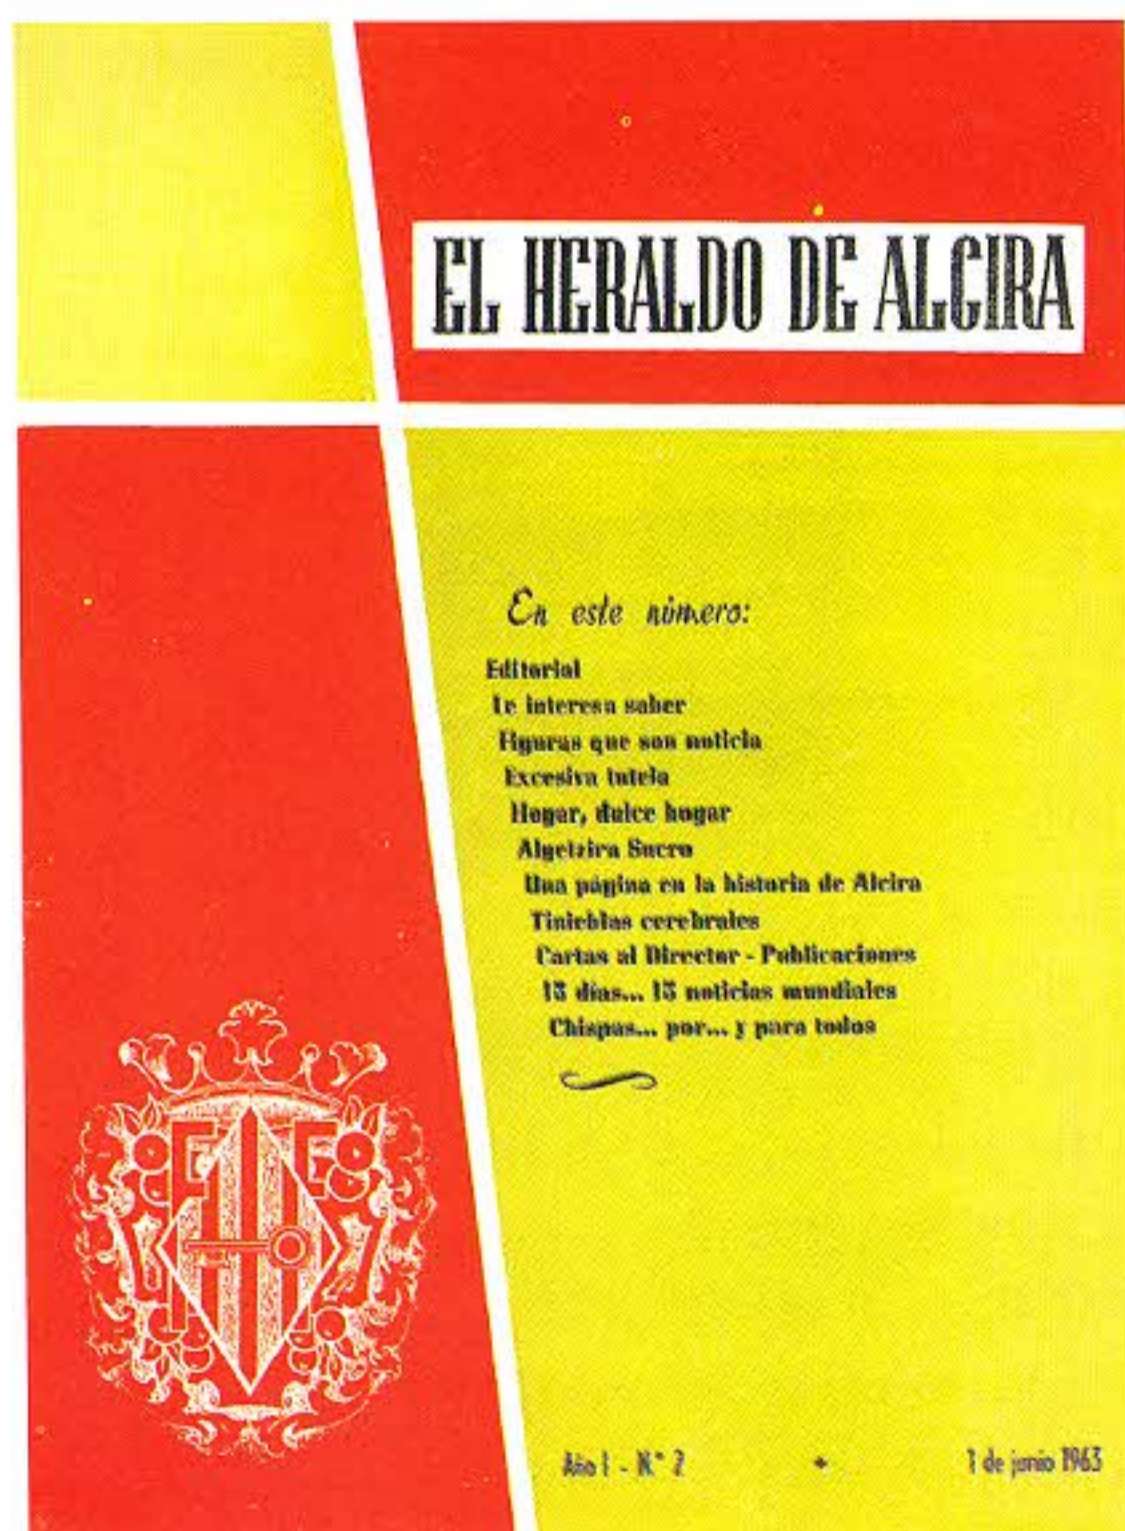 EL HERALDO DE ALCIRA
En este número:
Editorial
Le interesa saber
Figuras que son noticia
Excesiva tutela
Hogar, dulce hogar
Algetzira Sucro
Una página en la historia de Alcira
Tinieblas cerebrales
Cartas al Director - Publicaciones
15 días... 15 noticias mundiales
Chispas... por... y para todos
Año I - N.° 2 1 de junio 1963